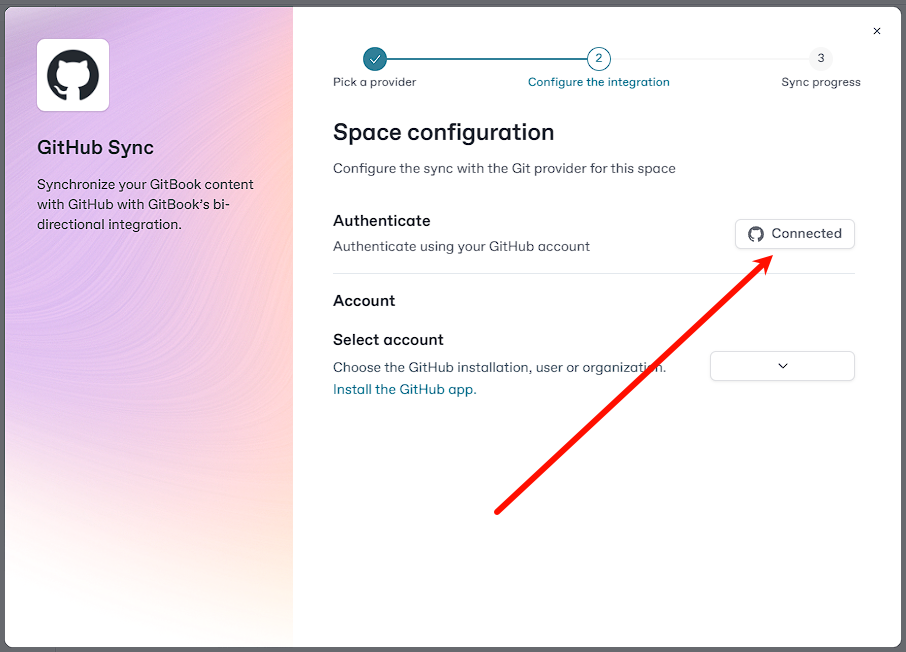 GitHub Sync
Synchronize your GitBook content
with GitHub with GitBook's bi-
directional integration.
2
3
Pick a provider
Configure the integration
Sync progress
Space configuration
Configure the sync with the Git provider for this space
Authenticate
Authenticate using your GitHub account
Connected
Account
Select account
Choose the GitHub installation, user or organization.
Install the GitHub app.